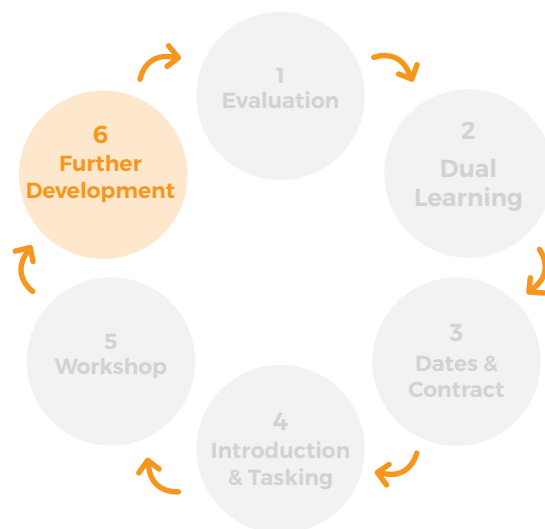 1
Evaluation
2
Dual
Learning
3
Dates &
Contract
4
Introduction
& Tasking
5
Workshop
6
Further
Development